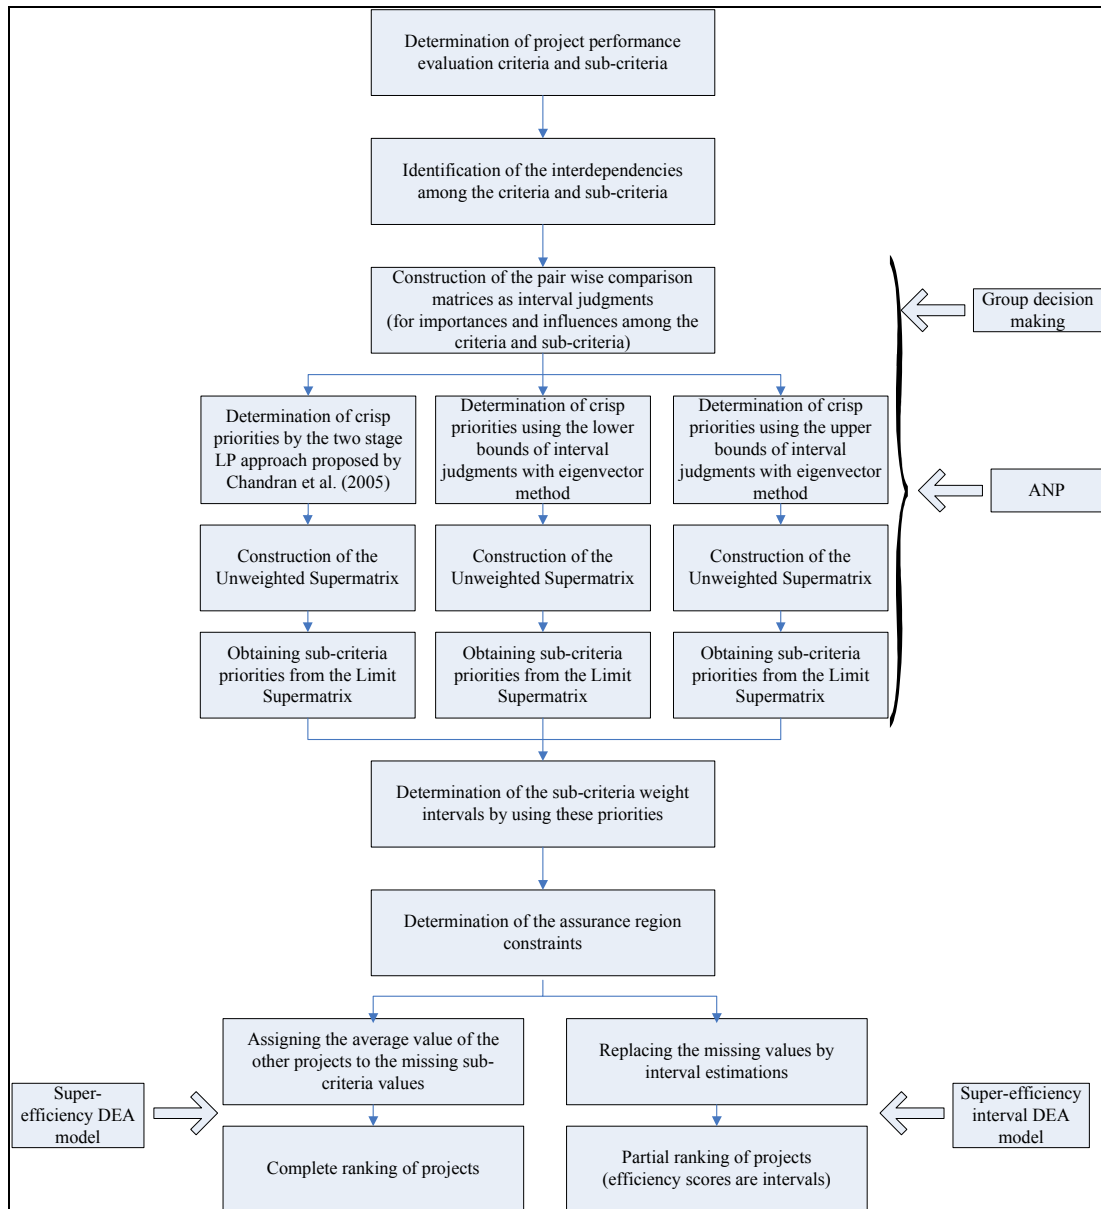 Determination of project performance
evaluation criteria and sub-criteria
Identification of the interdependencies
among the criteria and sub-criteria
Construction of the pair wise comparison
matrices as interval judgments
(for importances and influences among the
criteria and sub-criteria)
Group decision
making
Determination of crisp
priorities by the two stage
LP approach proposed by
Chandran et al. (2005)
Determination of crisp
priorities using the lower
bounds of interval
judgments with eigenvector
method
Determination of crisp
priorities using the upper
bounds of interval
judgments with eigenvector
method
ANP
Construction of the
Unweighted Supermatrix
Construction of the
Unweighted Supermatrix
Construction of the
Unweighted Supermatrix
Obtaining sub-criteria
priorities from the Limit
Supermatrix
Obtaining sub-criteria
priorities from the Limit
Supermatrix
Obtaining sub-criteria
priorities from the Limit
Supermatrix
Determination of the sub-criteria weight
intervals by using these priorities
Determination of the assurance region
constraints
Assigning the average value of the
other projects to the missing sub-
criteria values
Replacing the missing values by
interval estimations
Super-
efficiency DEA
model
Super-efficiency
interval DEA
model
Complete ranking of projects
Partial ranking of projects
(efficiency scores are intervals)